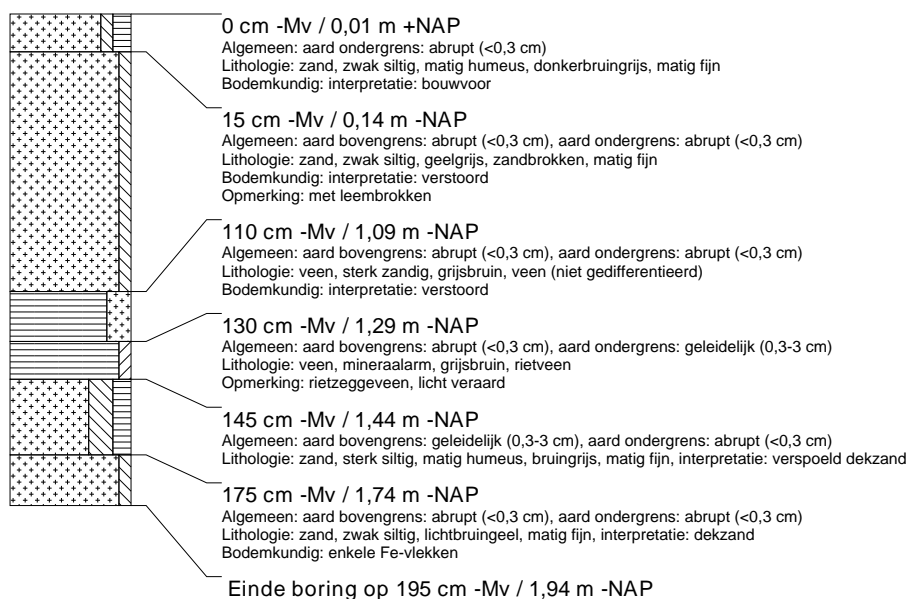 0 cm -Mv / 0,01 m +NAP
Algemeen: aard ondergrens: abrupt (<0,3 cm)
Lithologie: zand, zwak siltig, matig humeus, donkerbruingrijs, matig fijn
Bodemkundig: interpretatie: bouwvoor
15 cm -Mv / 0,14 m -NAP
Algemeen: aard bovengrens: abrupt (<0,3 cm), aard ondergrens: abrupt (<0,3 cm)
Lithologie: zand, zwak siltig, geelgrijs, zandbrokken, matig fijn
Bodemkundig: interpretatie: verstoord
Opmerking: met leembrokken
110 cm -Mv / 1,09 m -NAP
Algemeen: aard bovengrens: abrupt (<0,3 cm), aard ondergrens: abrupt (<0,3 cm)
Lithologie: veen, sterk zandig, grijsbruin, veen (niet gedifferentieerd)
Bodemkundig: interpretatie: verstoord
130 cm -Mv / 1,29 m -NAP
Algemeen: aard bovengrens: abrupt (<0,3 cm), aard ondergrens: geleidelijk (0,3-3 cm)
Lithologie: veen, mineraalarm, grijsbruin, rietveen
Opmerking: rietzeggeveen, licht veraard
145 cm -Mv / 1,44 m -NAP
Algemeen: aard bovengrens: geleidelijk (0,3-3 cm), aard ondergrens: abrupt (<0,3 cm)
Lithologie: zand, sterk siltig, matig humeus, bruingrijs, matig fijn, interpretatie: verspoeld dekzand
175 cm -Mv / 1,74 m -NAP
Algemeen: aard bovengrens: abrupt (<0,3 cm), aard ondergrens: abrupt (<0,3 cm)
Lithologie: zand, zwak siltig, lichtbruingeel, matig fijn, interpretatie: dekzand
Bodemkundig: enkele Fe-vlekken
Einde boring op 195 cm -Mv / 1,94 m -NAP